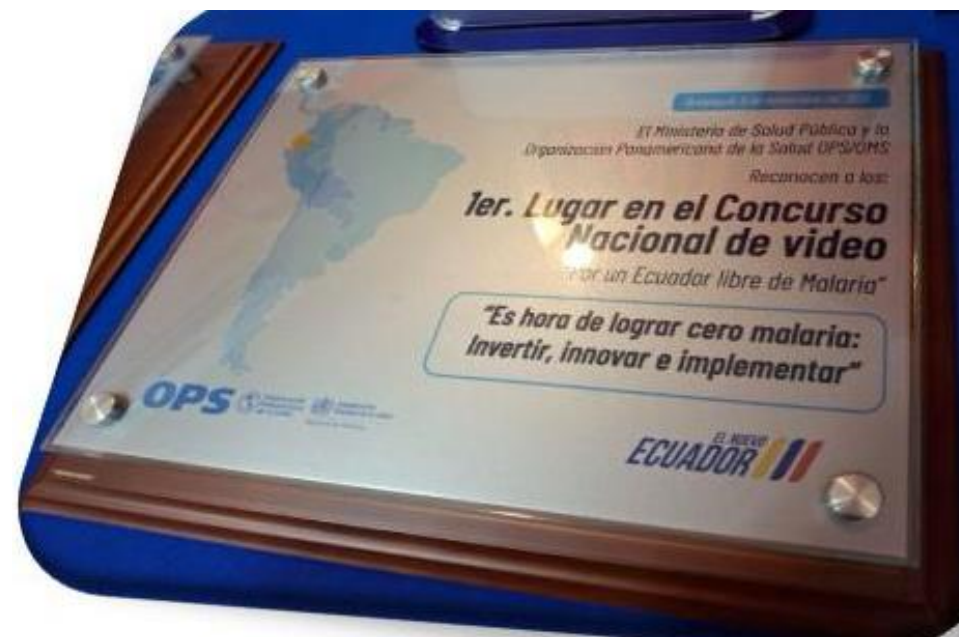 El Ministerio de Salud Pública y la
Organización Panamericana de la Salud OPS/OMS
Reconocen a los:
1er. Lugar en el Concurso
Nacional de video
un Ecuador libre de Malaria"
"Es hora de lograr cero malaria:
Invertir, innovar e implementar"
OPS
EL NUEVO
ECUADOR